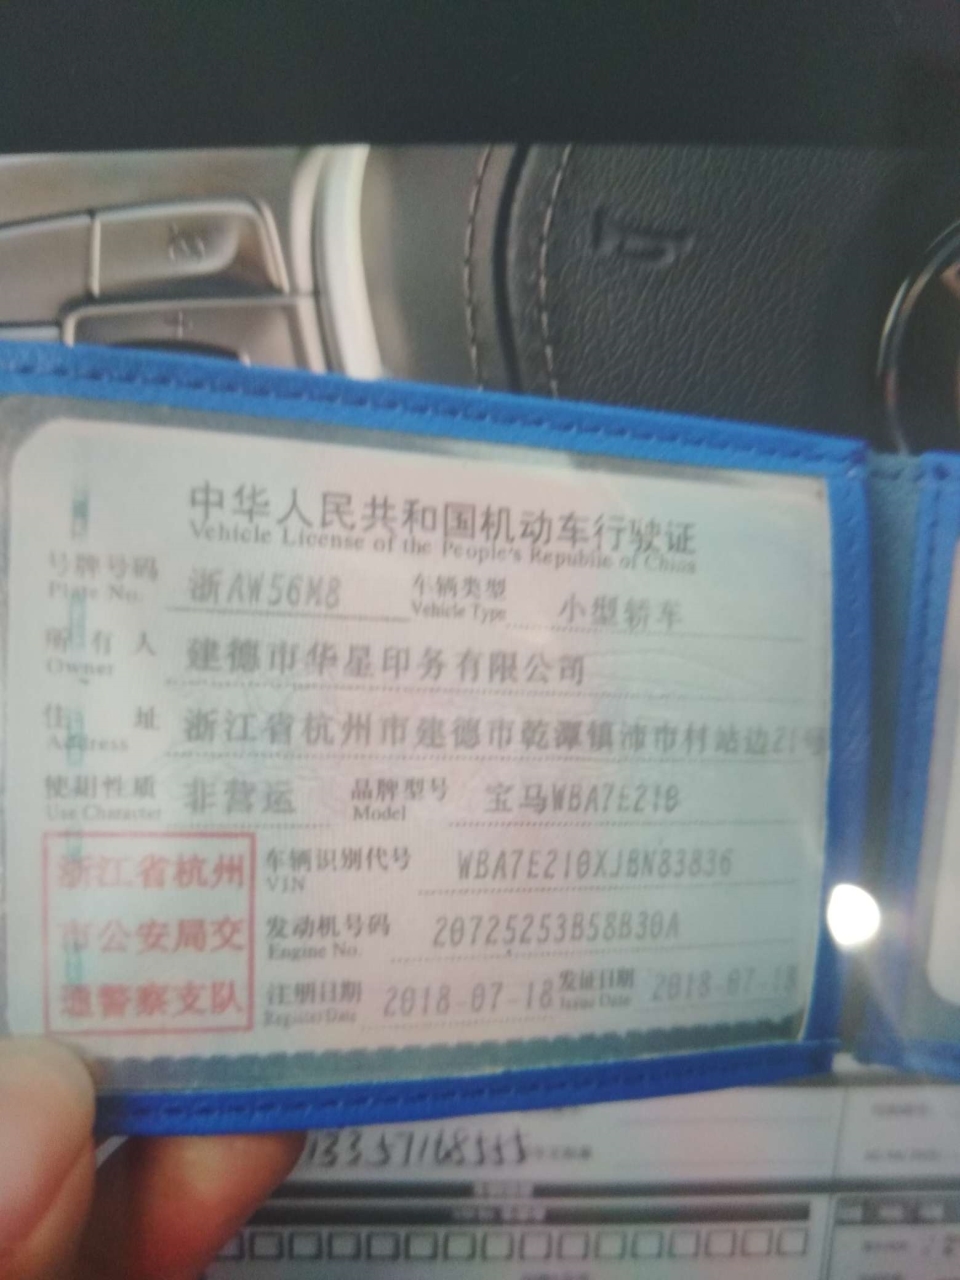 中华人民共和国机动车行驶证
Vehicle License of the People's Republic of China
号牌号码 浙AW56M8 车辆类型 小型轿车
Plate No. Vehicle Type
所有人 建德市华星印务有限公司
Owner
住址 浙江省杭州市建德市乾潭镇沛市村站边21号
Address
使用性质 非营运 品牌型号 宝马WBA7E210
Use Character Model
浙江省杭州 车辆识别代号 WBA7E210XJBN83836
VIN
市公安局交 发动机号码 20725253B58B30A
Engine No.
通警察支队 注册日期 2018-07-18 发证日期 2018-07-18
Register Date Issue Date
13357168555